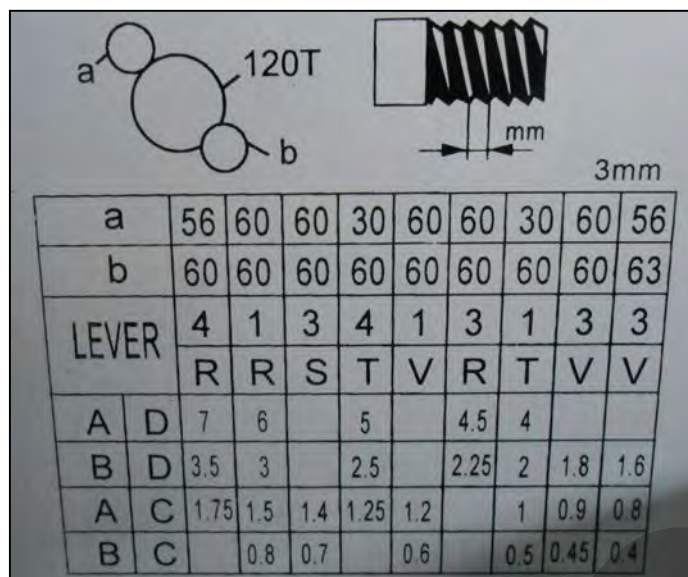 a 120T
b
mm
3mm
a 56 60 60 30 60 60 30 60 56
b 60 60 60 60 60 60 60 60 63
LEVER 4 1 3 4 1 3 1 3 3
R R S T V R T V V
A D 7 6 5 4.5 4
B D 3.5 3 2.5 2.25 2 1.8 1.6
A C 1.75 1.5 1.4 1.25 1.2 1 0.9 0.8
B C 0.8 0.7 0.6 0.5 0.45 0.4